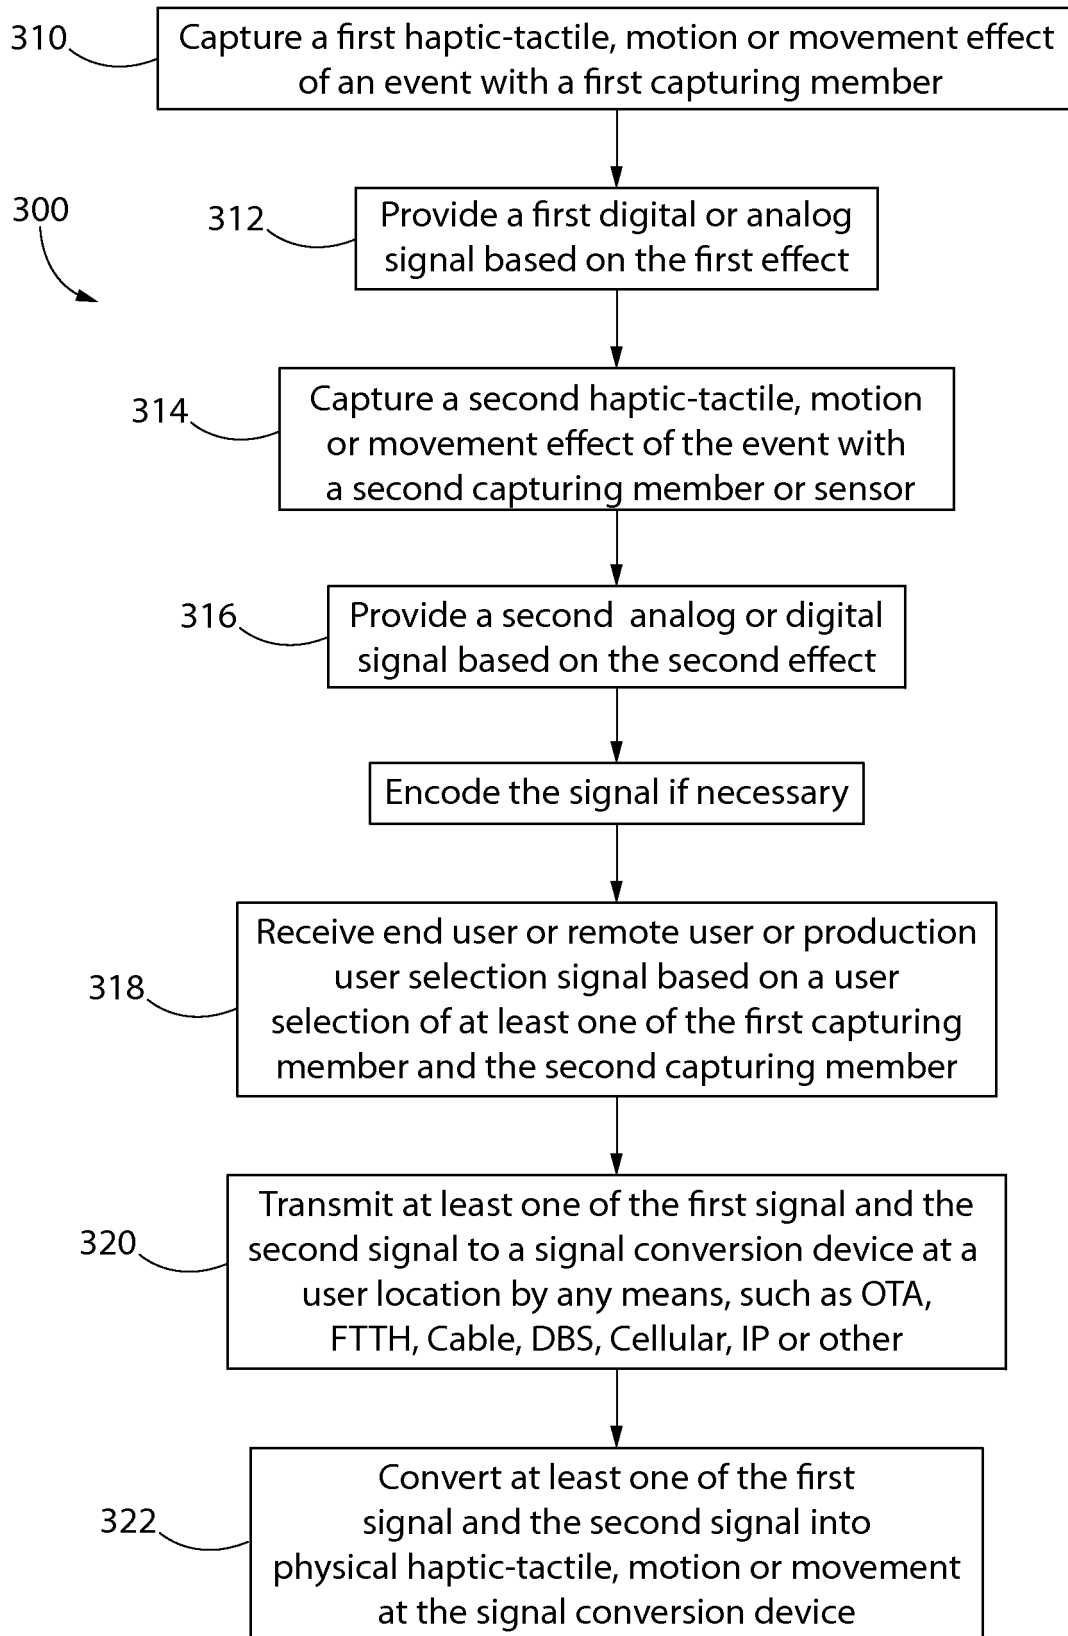 310
Capture a first haptic-tactile, motion or movement effect
of an event with a first capturing member
300
312
Provide a first digital or analog
signal based on the first effect
314
Capture a second haptic-tactile, motion
or movement effect of the event with
a second capturing member or sensor
316
Provide a second analog or digital
signal based on the second effect
Encode the signal if necessary
318
Receive end user or remote user or production
user selection signal based on a user
selection of at least one of the first capturing
member and the second capturing member
320
Transmit at least one of the first signal and the
second signal to a signal conversion device at a
user location by any means, such as OTA,
FTTH, Cable, DBS, Cellular, IP or other
322
Convert at least one of the first
signal and the second signal into
physical haptic-tactile, motion or movement
at the signal conversion device